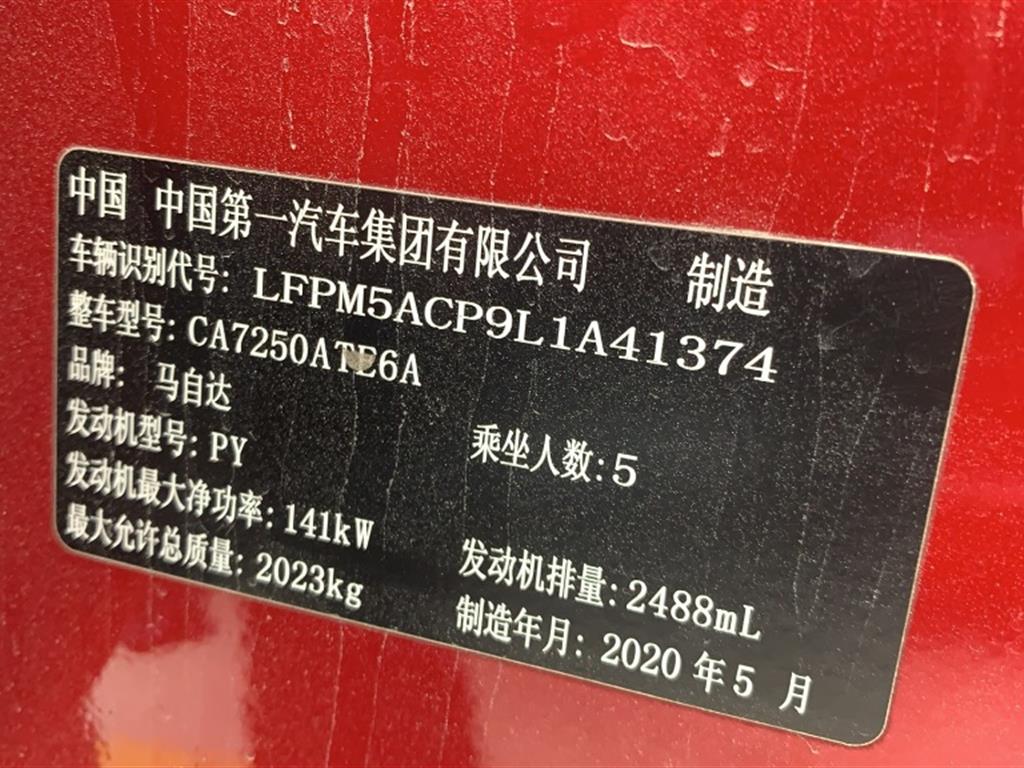 中国 中国第一汽车集团有限公司 制造
车辆识别代号: LFPM5ACP9L1A41374
整车型号: CA7250ATE6A
品牌: 马自达
发动机型号: PY 乘坐人数: 5
发动机最大净功率: 141kW 发动机排量: 2488mL
最大允许总质量: 2023kg 制造年月: 2020 年 5 月